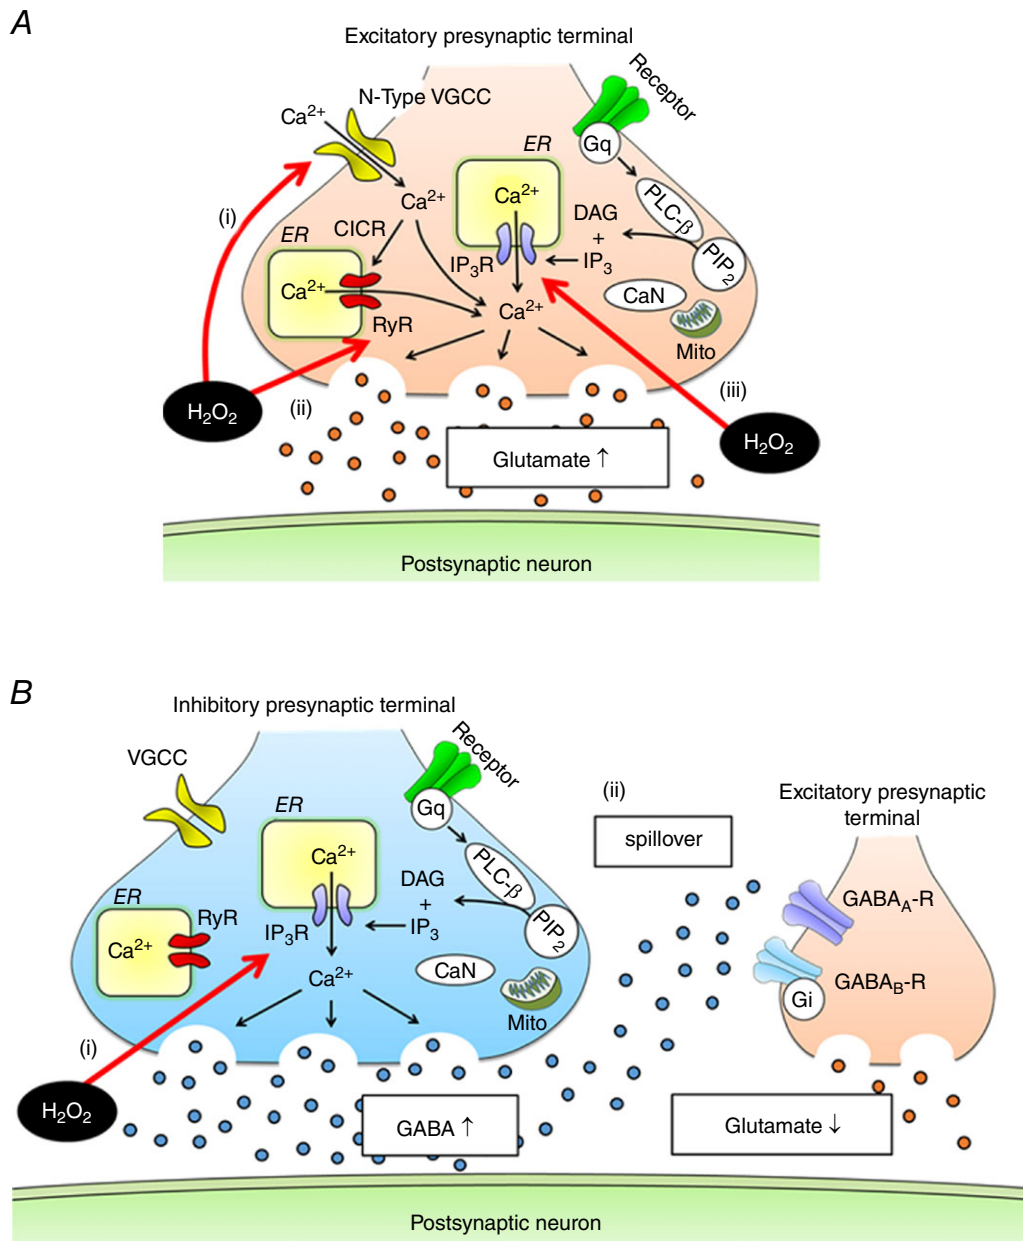 A
Excitatory presynaptic terminal
Receptor
N-Type VGCC
Ca²⁺
Gq
ER
Ca²⁺
PLC-β
(i)
Ca²⁺
DAG
+
IP₃
CICR
ER
IP₃R
PIP₂
Ca²⁺
CaN
Ca²⁺
RyR
Mito
(ii)
(iii)
H₂O₂
H₂O₂
Glutamate ↑
Postsynaptic neuron
B
Inhibitory presynaptic terminal
VGCC
Receptor
Gq
ER
Ca²⁺
PLC-β
DAG
+
IP₃
ER
RyR
IP₃R
PIP₂
Ca²⁺
CaN
Ca²⁺
Mito
(i)
H₂O₂
GABA ↑
(ii)
spillover
Excitatory presynaptic
terminal
GABA_A-R
GABA_B-R
Gi
Glutamate ↓
Postsynaptic neuron